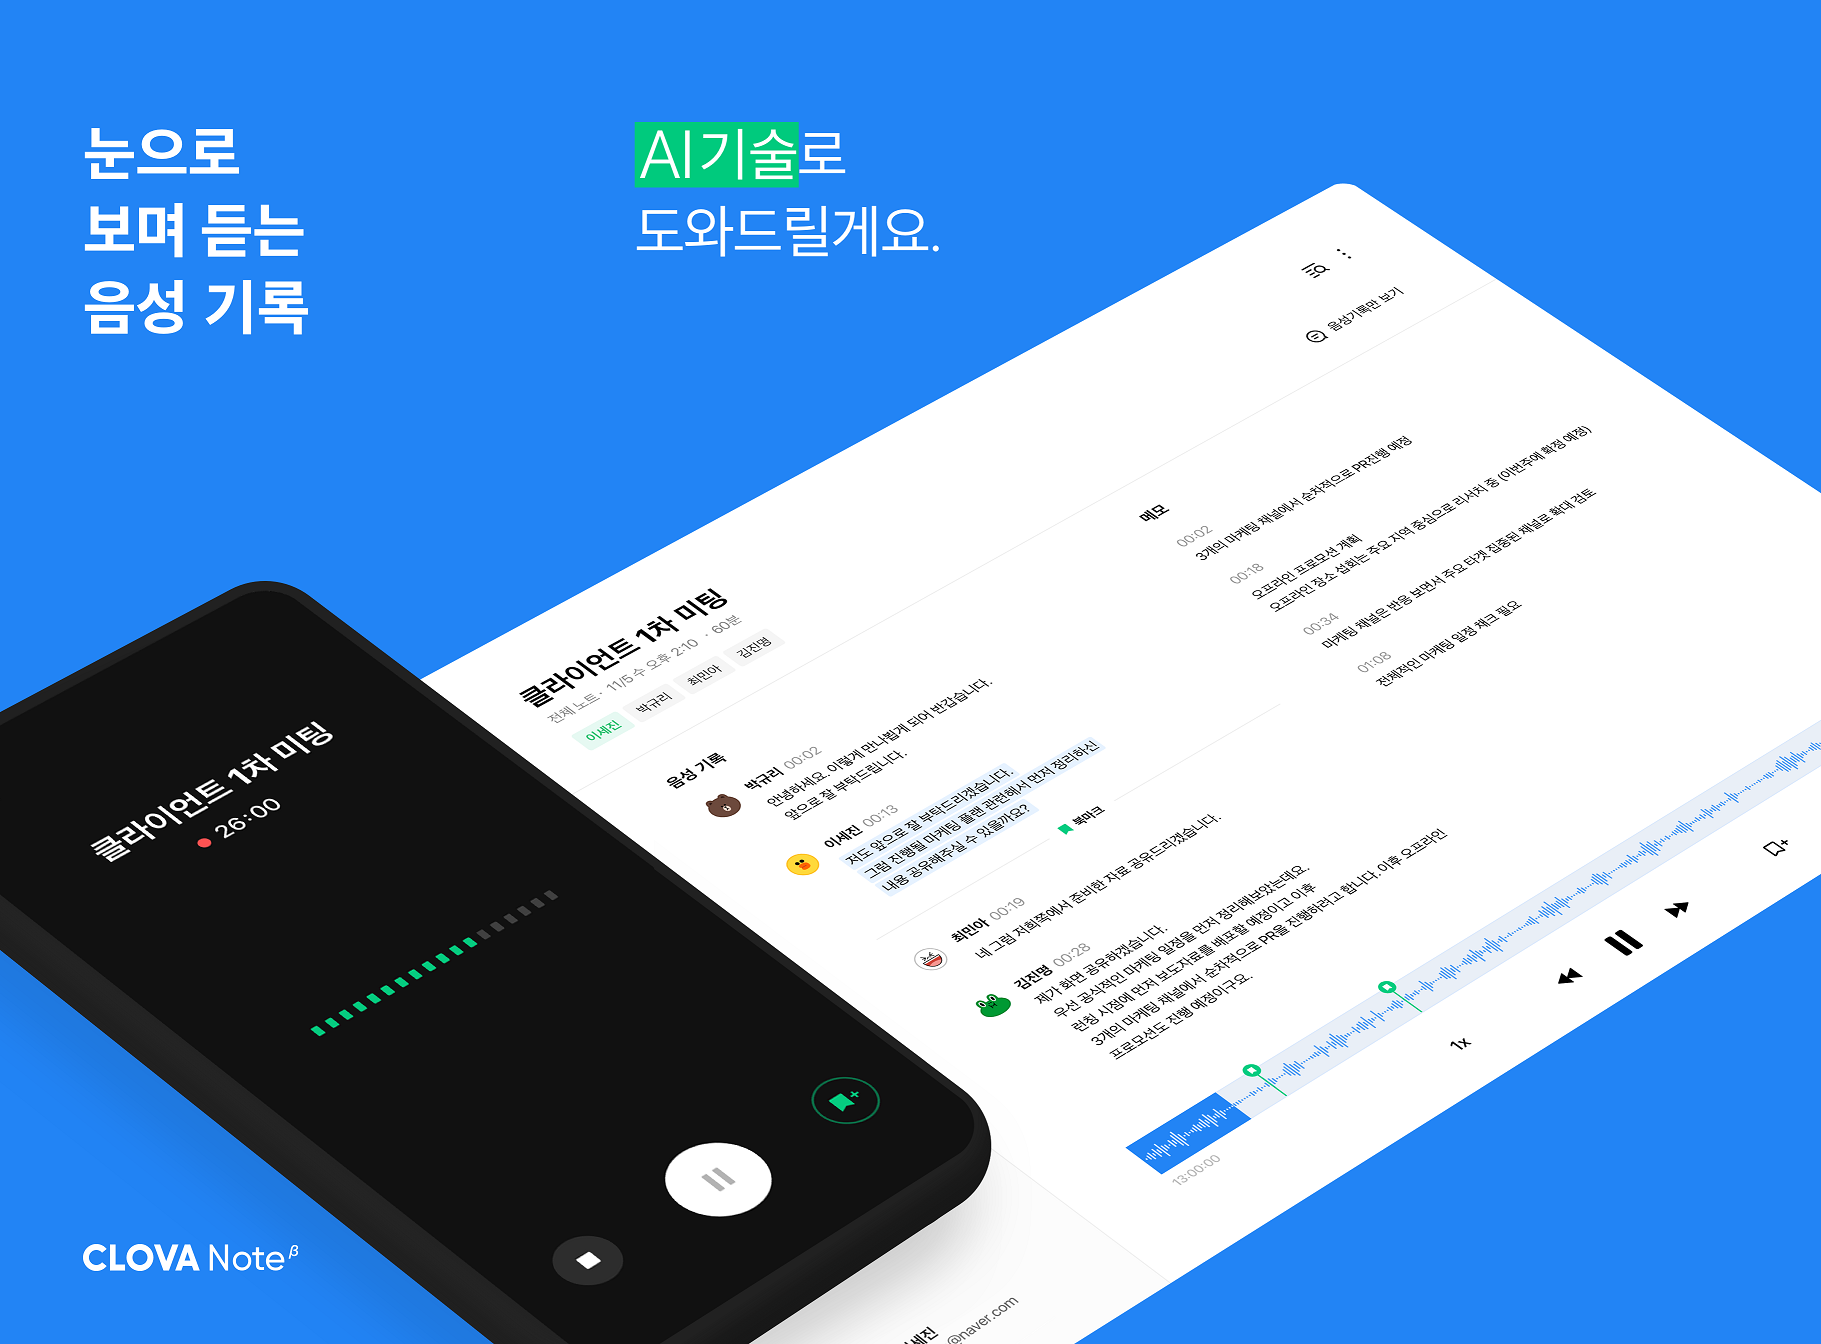 눈으로
보며 듣는
음성 기록
AI 기술로
도와드릴게요.
음성기록만 보기
클라이언트 1차 미팅
전체 노트 · 11/5 수 오후 2:10 · 60분
이세진 박규리 최민아 김진명
음성 기록
박규리 00:02
안녕하세요. 이렇게 만나뵙게 되어 반갑습니다.
앞으로 잘 부탁드립니다.
이세진 00:13
저도 앞으로 잘 부탁드리겠습니다.
그럼 진행될 마케팅 플랜 관련해서 먼저 정리하신
내용 공유해주실 수 있을까요?
북마크
최민아 00:19
네 그럼 저희쪽에서 준비한 자료 공유드리겠습니다.
김진명 00:28
제가 화면 공유하겠습니다.
우선 공식적인 마케팅 일정을 먼저 정리해보았는데요.
런칭 시점에 먼저 보도자료를 배포할 예정이고 이후
3개의 마케팅 채널에서 순차적으로 PR을 진행하려고 합니다. 이후 오프라인
프로모션도 진행 예정이구요.
메모
00:02
3개의 마케팅 채널에서 순차적으로 PR진행 예정
00:18
오프라인 프로모션 계획
오프라인 장소 섭외는 주요 지역 중심으로 리서치 중 (이번주에 확정 예정)
00:34
마케팅 채널은 반응 보면서 주요 타겟 집중된 채널로 확대 검토
01:08
전체적인 마케팅 일정 체크 필요
13:00:00
1x
클라이언트 1차 미팅
26:00
세진
@naver.com
CLOVA Note β